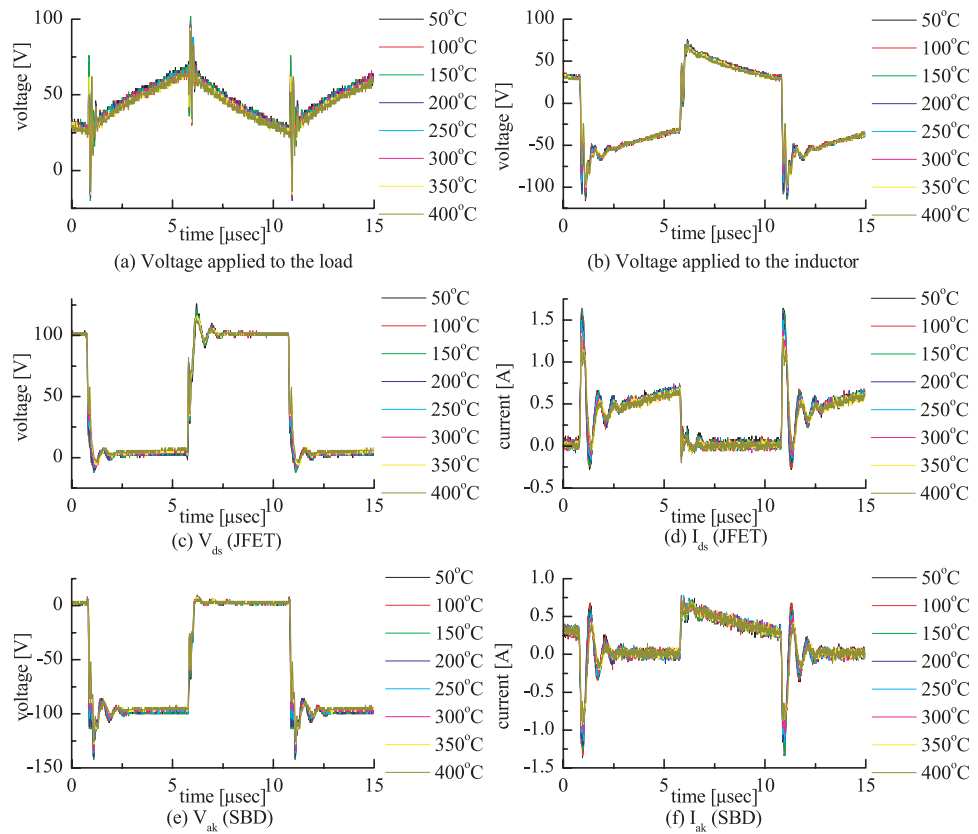 100
50
0
voltage [V]
0 5 10 15
time [μsec]
50°C
100°C
150°C
200°C
250°C
300°C
350°C
400°C
(a) Voltage applied to the load
100
50
0
-50
-100
voltage [V]
0 5 10 15
time [μsec]
50°C
100°C
150°C
200°C
250°C
300°C
350°C
400°C
(b) Voltage applied to the inductor
100
50
0
voltage [V]
0 5 10 15
time [μsec]
50°C
100°C
150°C
200°C
250°C
300°C
350°C
400°C
(c) Vds (JFET)
1.5
1.0
0.5
0.0
-0.5
current [A]
0 5 10 15
time [μsec]
50°C
100°C
150°C
200°C
250°C
300°C
350°C
400°C
(d) Ids (JFET)
0
-50
-100
-150
voltage [V]
0 5 10 15
time [μsec]
50°C
100°C
150°C
200°C
250°C
300°C
350°C
400°C
(e) Vak (SBD)
1.0
0.5
0.0
-0.5
-1.0
-1.5
current [A]
0 5 10 15
time [μsec]
50°C
100°C
150°C
200°C
250°C
300°C
350°C
400°C
(f) Iak (SBD)